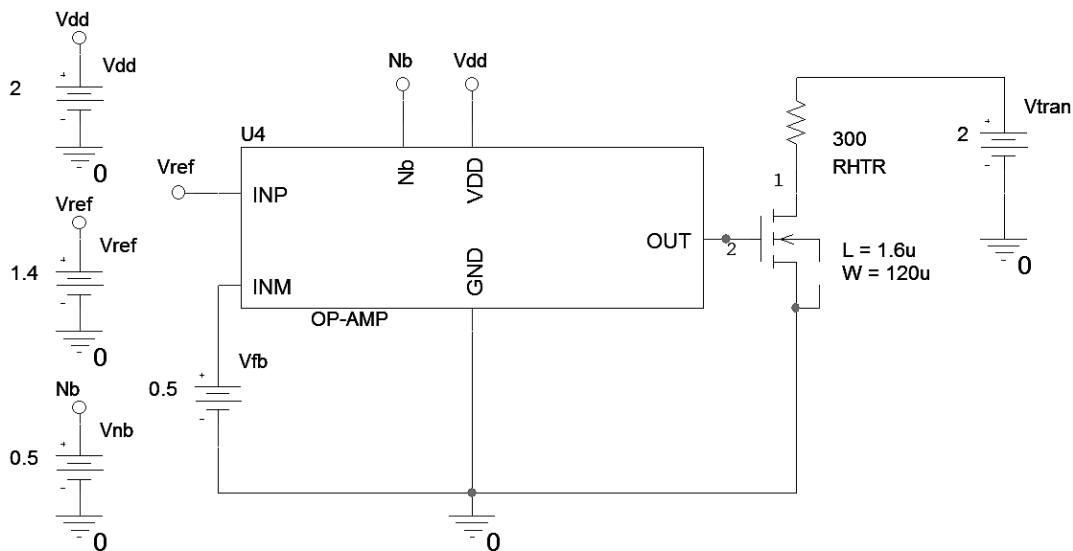 Vdd
Vdd
+
2
-
0
Vref
Vref
+
1.4
-
0
Nb
Vnb
+
0.5
-
0
Nb
Vdd
U4
Vref
INP
Nb
VDD
OUT
INM
GND
OP-AMP
+
Vfb
0.5
-
0
300
RHTR
1
2
L = 1.6u
W = 120u
Vtran
+
2
-
0